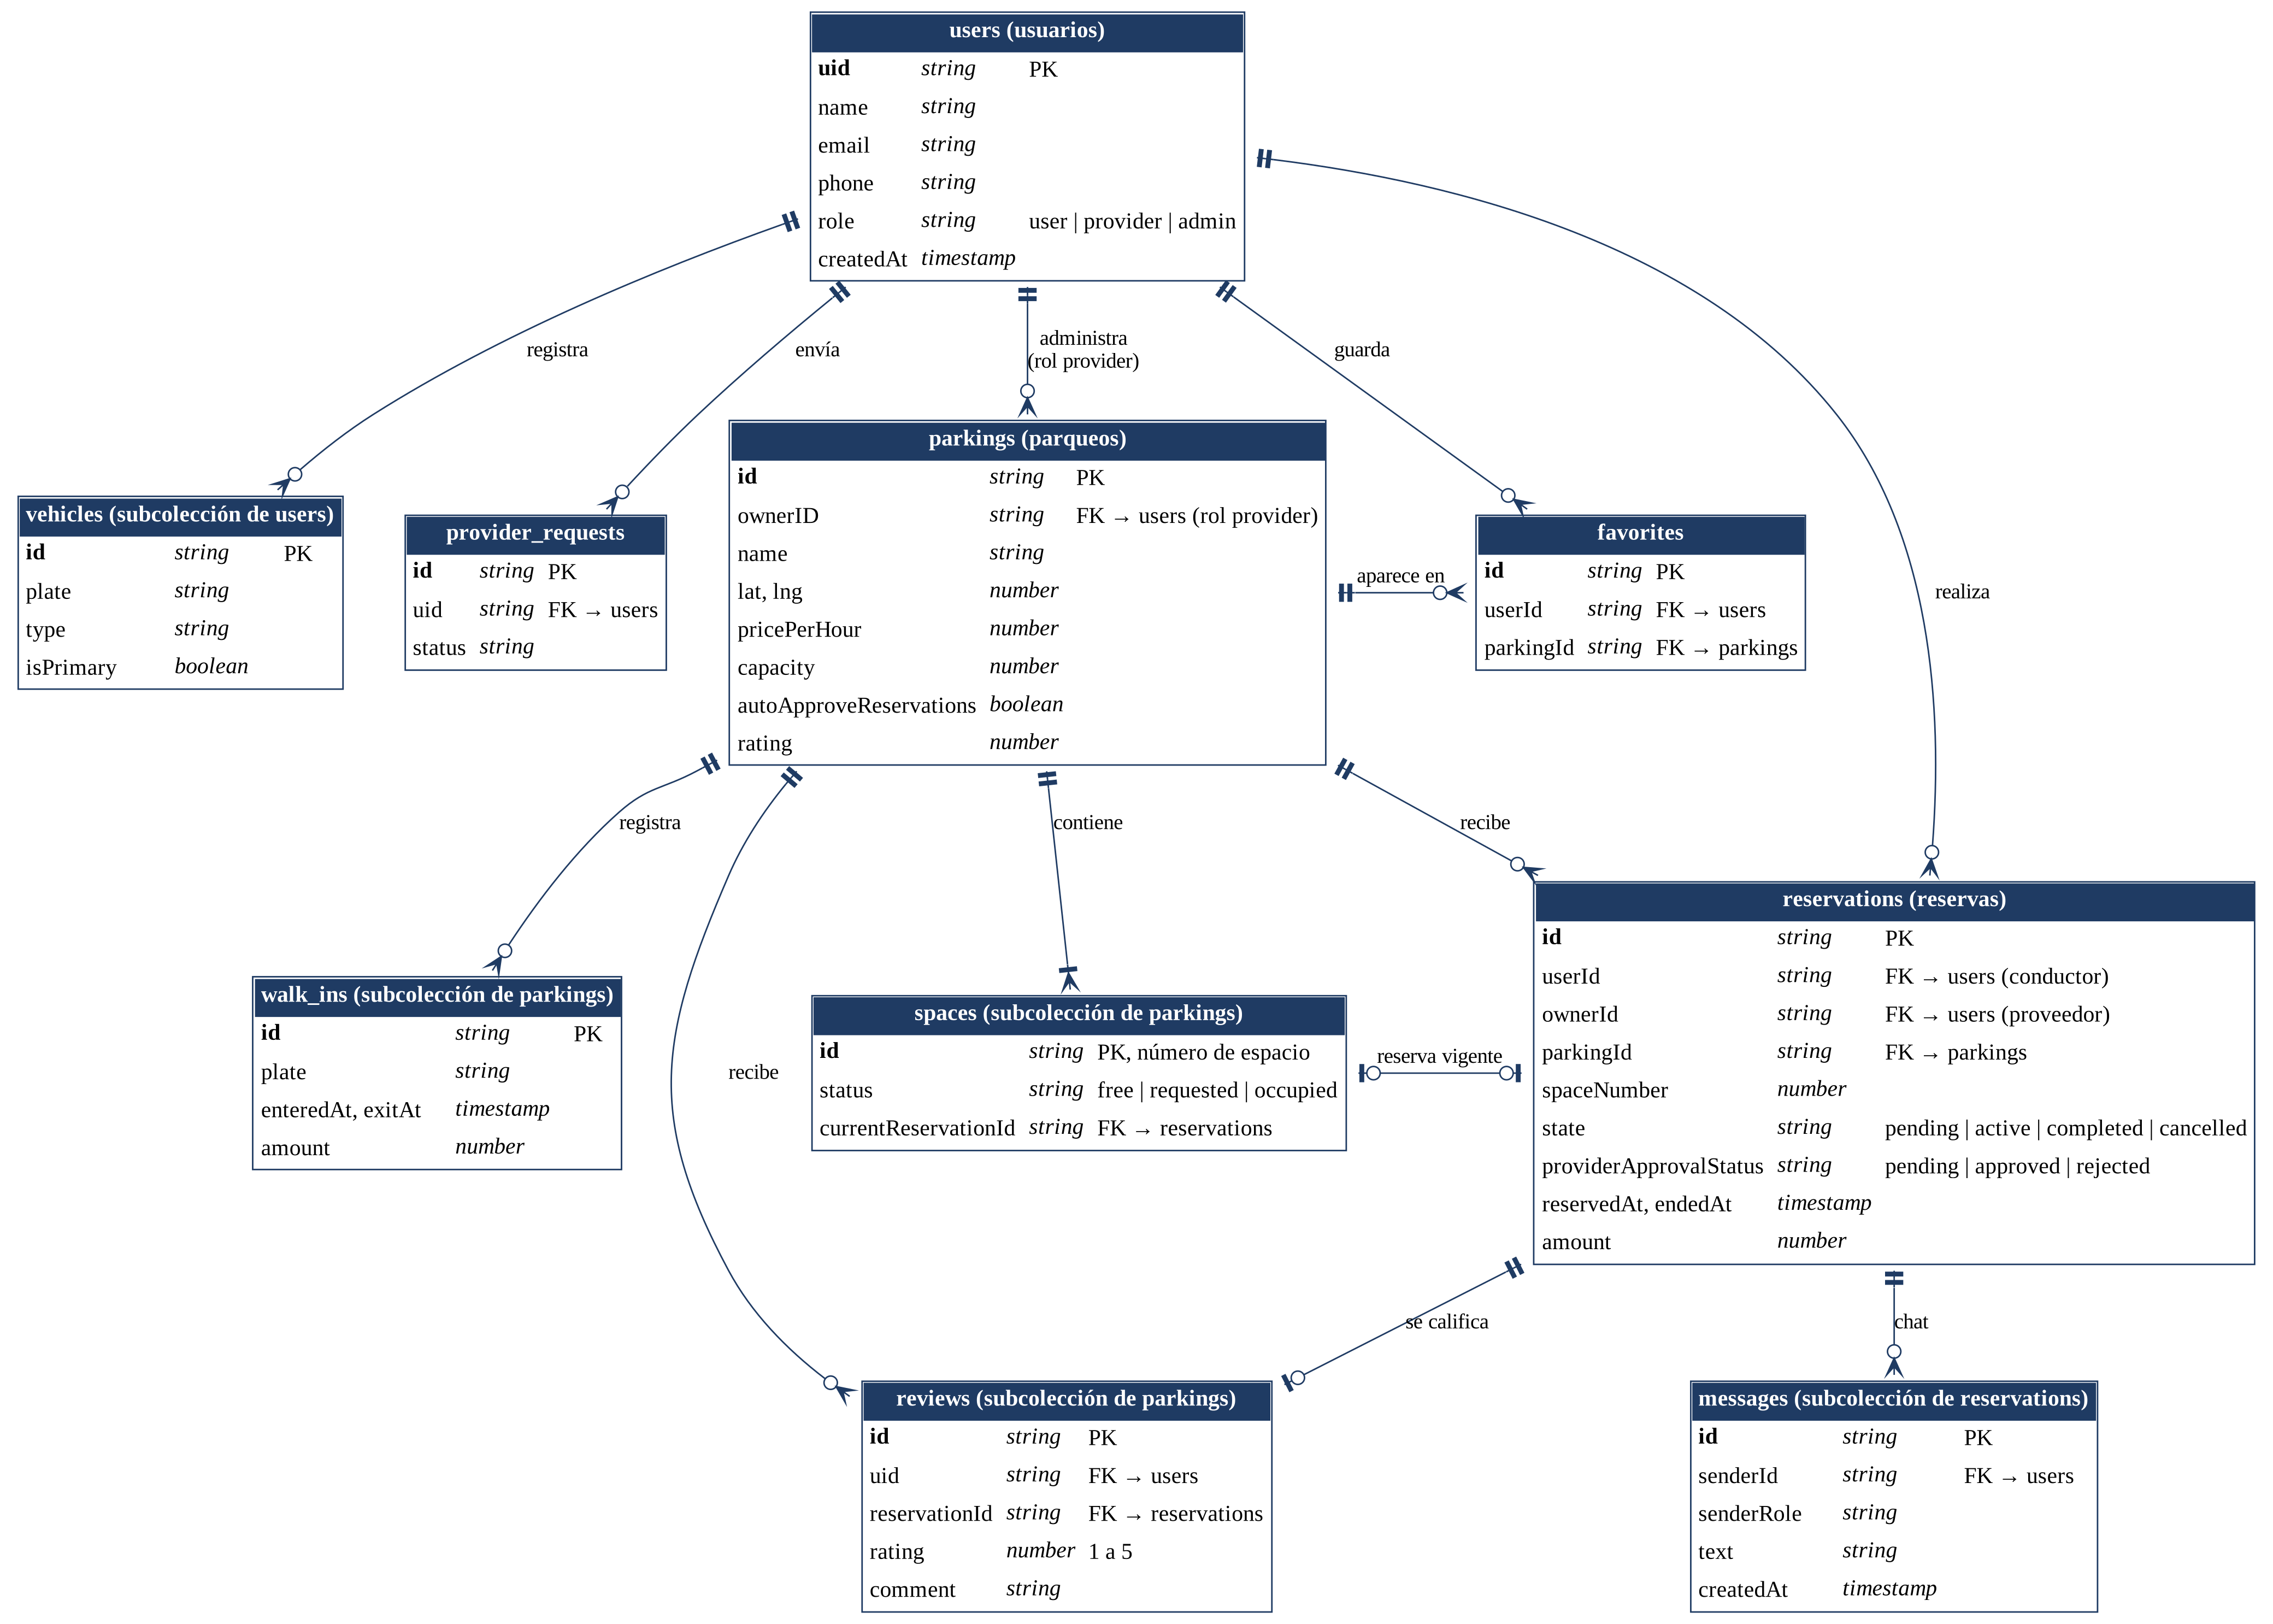 users (usuarios)
uid string PK
name string
email string
phone string
role string user | provider | admin
createdAt timestamp
registra
envía
administra
(rol provider)
guarda
realiza
vehicles (subcolección de users)
id string PK
plate string
type string
isPrimary boolean
provider_requests
id string PK
uid string FK → users
status string
parkings (parqueos)
id string PK
ownerID string FK → users (rol provider)
name string
lat, lng number
pricePerHour number
capacity number
autoApproveReservations boolean
rating number
aparece en
favorites
id string PK
userId string FK → users
parkingId string FK → parkings
registra
recibe
contiene
recibe
walk_ins (subcolección de parkings)
id string PK
plate string
enteredAt, exitAt timestamp
amount number
spaces (subcolección de parkings)
id string PK, número de espacio
status string free | requested | occupied
currentReservationId string FK → reservations
reserva vigente
reservations (reservas)
id string PK
userId string FK → users (conductor)
ownerId string FK → users (proveedor)
parkingId string FK → parkings
spaceNumber number
state string pending | active | completed | cancelled
providerApprovalStatus string pending | approved | rejected
reservedAt, endedAt timestamp
amount number
se califica
chat
reviews (subcolección de parkings)
id string PK
uid string FK → users
reservationId string FK → reservations
rating number 1 a 5
comment string
messages (subcolección de reservations)
id string PK
senderId string FK → users
senderRole string
text string
createdAt timestamp